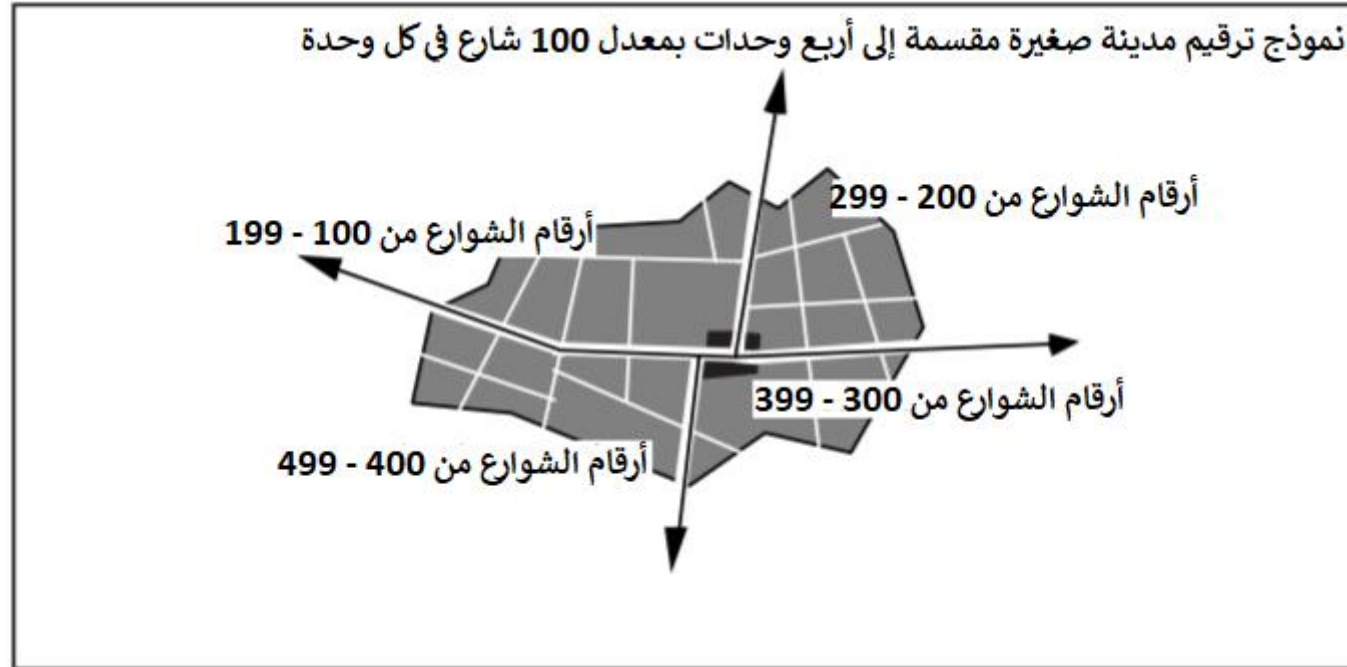 نموذج ترقيم مدينة صغيرة مقسمة إلى أربع وحدات بمعدل 100 شارع في كل وحدة
أرقام الشوارع من 200 - 299
أرقام الشوارع من 100 - 199
أرقام الشوارع من 300 - 399
أرقام الشوارع من 400 - 499